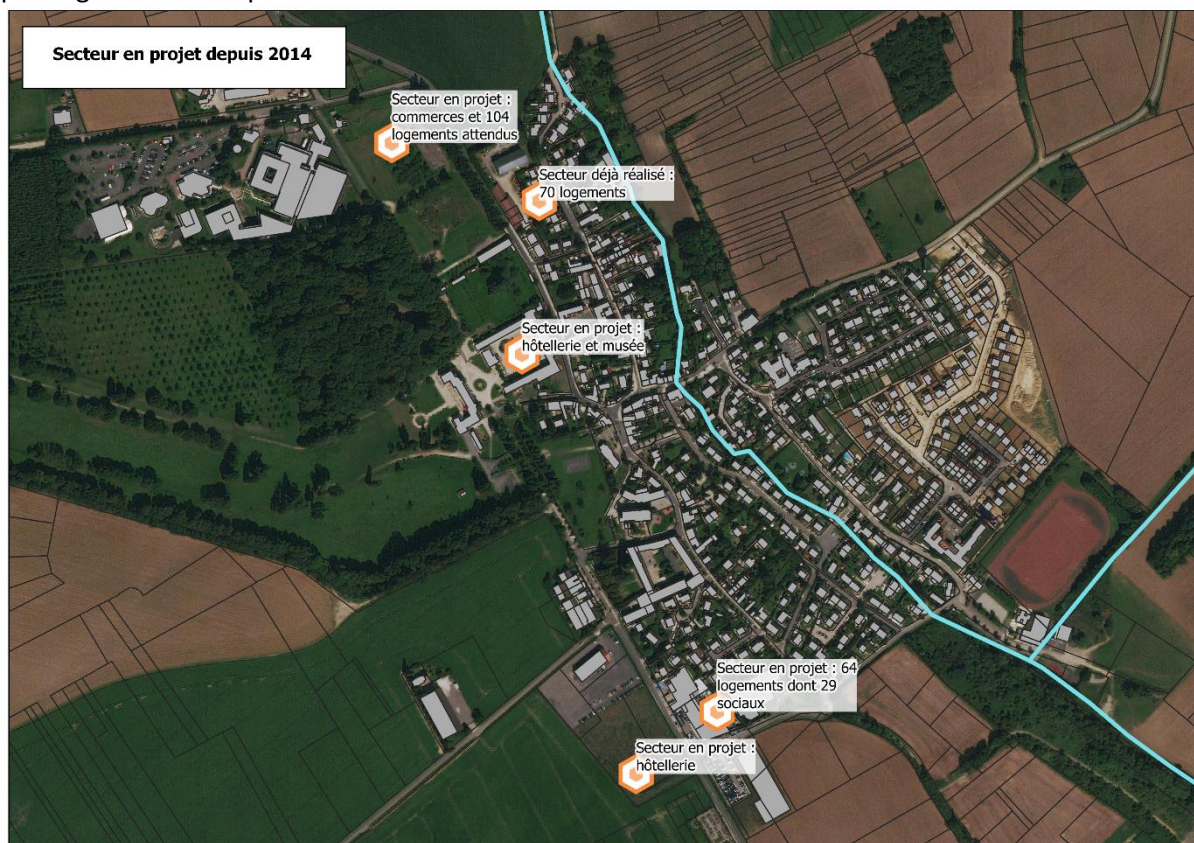 Secteur en projet depuis 2014
Secteur en projet :
commerces et 104
logements attendus
Secteur déjà réalisé :
70 logements
Secteur en projet :
hôtellerie et musée
Secteur en projet : 64
logements dont 29
sociaux
Secteur en projet :
hôtellerie